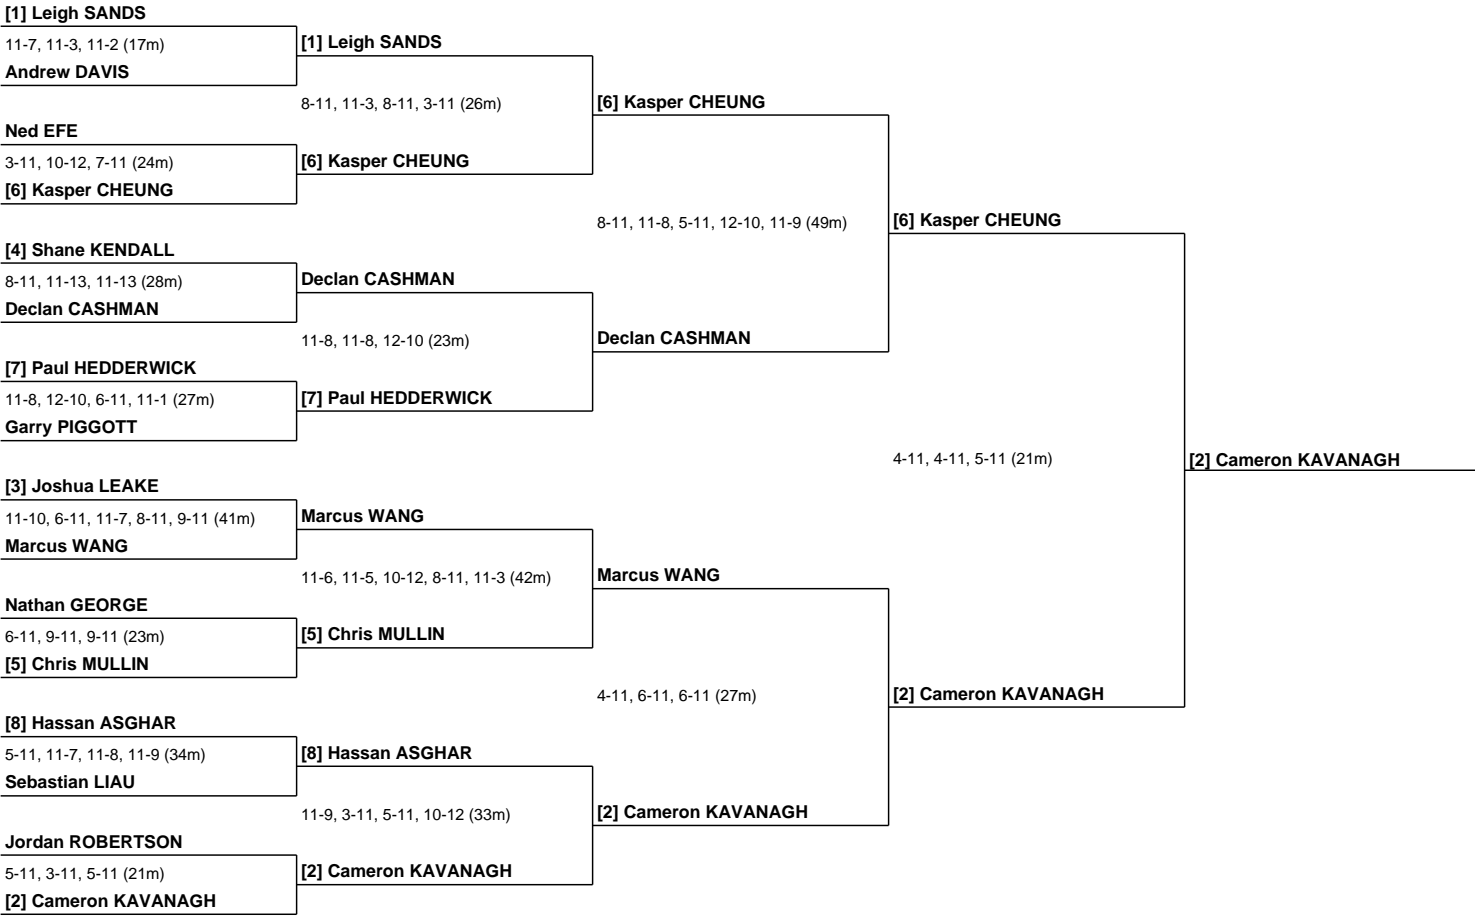 [1] Leigh SANDS
11-7, 11-3, 11-2 (17m)
Andrew DAVIS
Ned EFE
3-11, 10-12, 7-11 (24m)
[6] Kasper CHEUNG
[4] Shane KENDALL
8-11, 11-13, 11-13 (28m)
Declan CASHMAN
[7] Paul HEDDERWICK
11-8, 12-10, 6-11, 11-1 (27m)
Garry PIGGOTT
[3] Joshua LEAKE
11-10, 6-11, 11-7, 8-11, 9-11 (41m)
Marcus WANG
Nathan GEORGE
6-11, 9-11, 9-11 (23m)
[5] Chris MULLIN
[8] Hassan ASGHAR
5-11, 11-7, 11-8, 11-9 (34m)
Sebastian LIAU
Jordan ROBERTSON
5-11, 3-11, 5-11 (21m)
[2] Cameron KAVANAGH
[1] Leigh SANDS
8-11, 11-3, 8-11, 3-11 (26m)
[6] Kasper CHEUNG
Declan CASHMAN
11-8, 11-8, 12-10 (23m)
[7] Paul HEDDERWICK
Marcus WANG
11-6, 11-5, 10-12, 8-11, 11-3 (42m)
[5] Chris MULLIN
[8] Hassan ASGHAR
11-9, 3-11, 5-11, 10-12 (33m)
[2] Cameron KAVANAGH
[6] Kasper CHEUNG
8-11, 11-8, 5-11, 12-10, 11-9 (49m)
Declan CASHMAN
Marcus WANG
4-11, 6-11, 6-11 (27m)
[2] Cameron KAVANAGH
[6] Kasper CHEUNG
4-11, 4-11, 5-11 (21m)
[2] Cameron KAVANAGH
[2] Cameron KAVANAGH